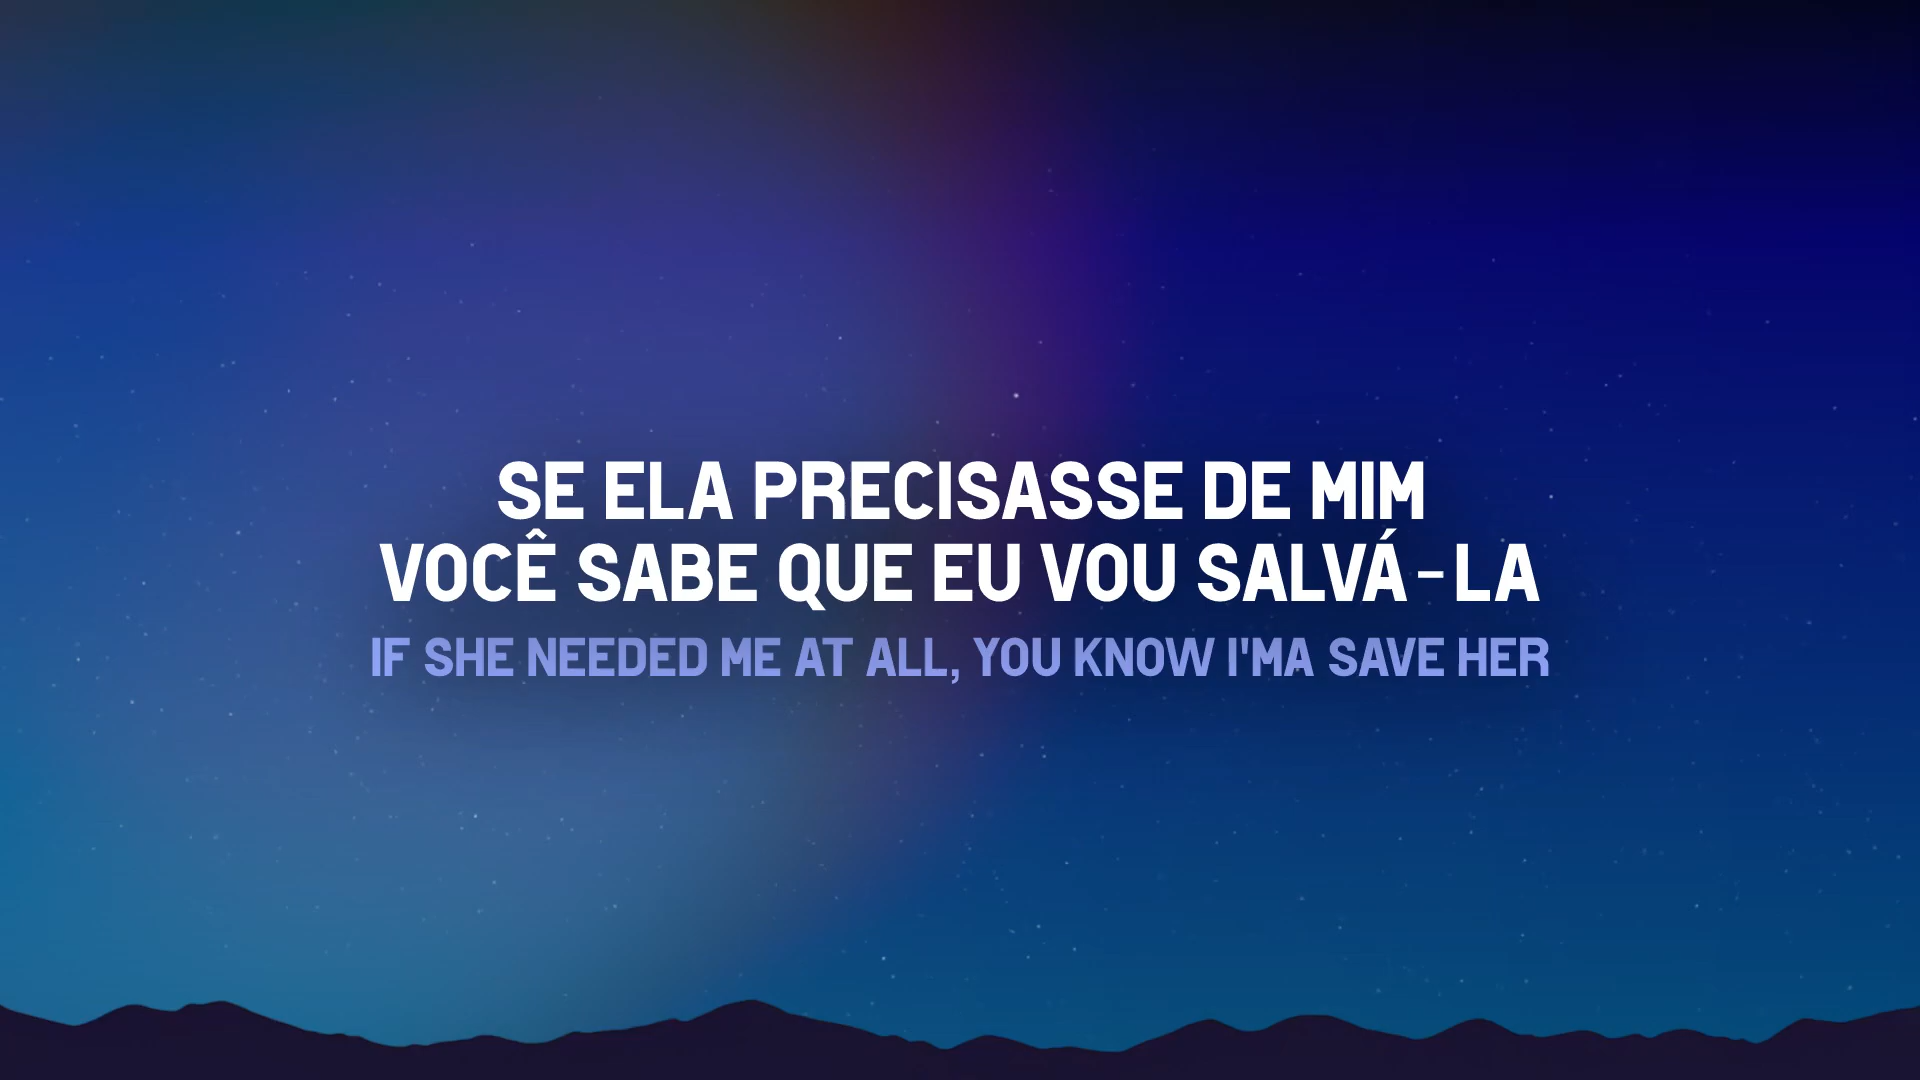 SE ELA PRECISASSE DE MIM
VOCÊ SABE QUE EU VOU SALVÁ-LA
IF SHE NEEDED ME AT ALL, YOU KNOW I'MA SAVE HER